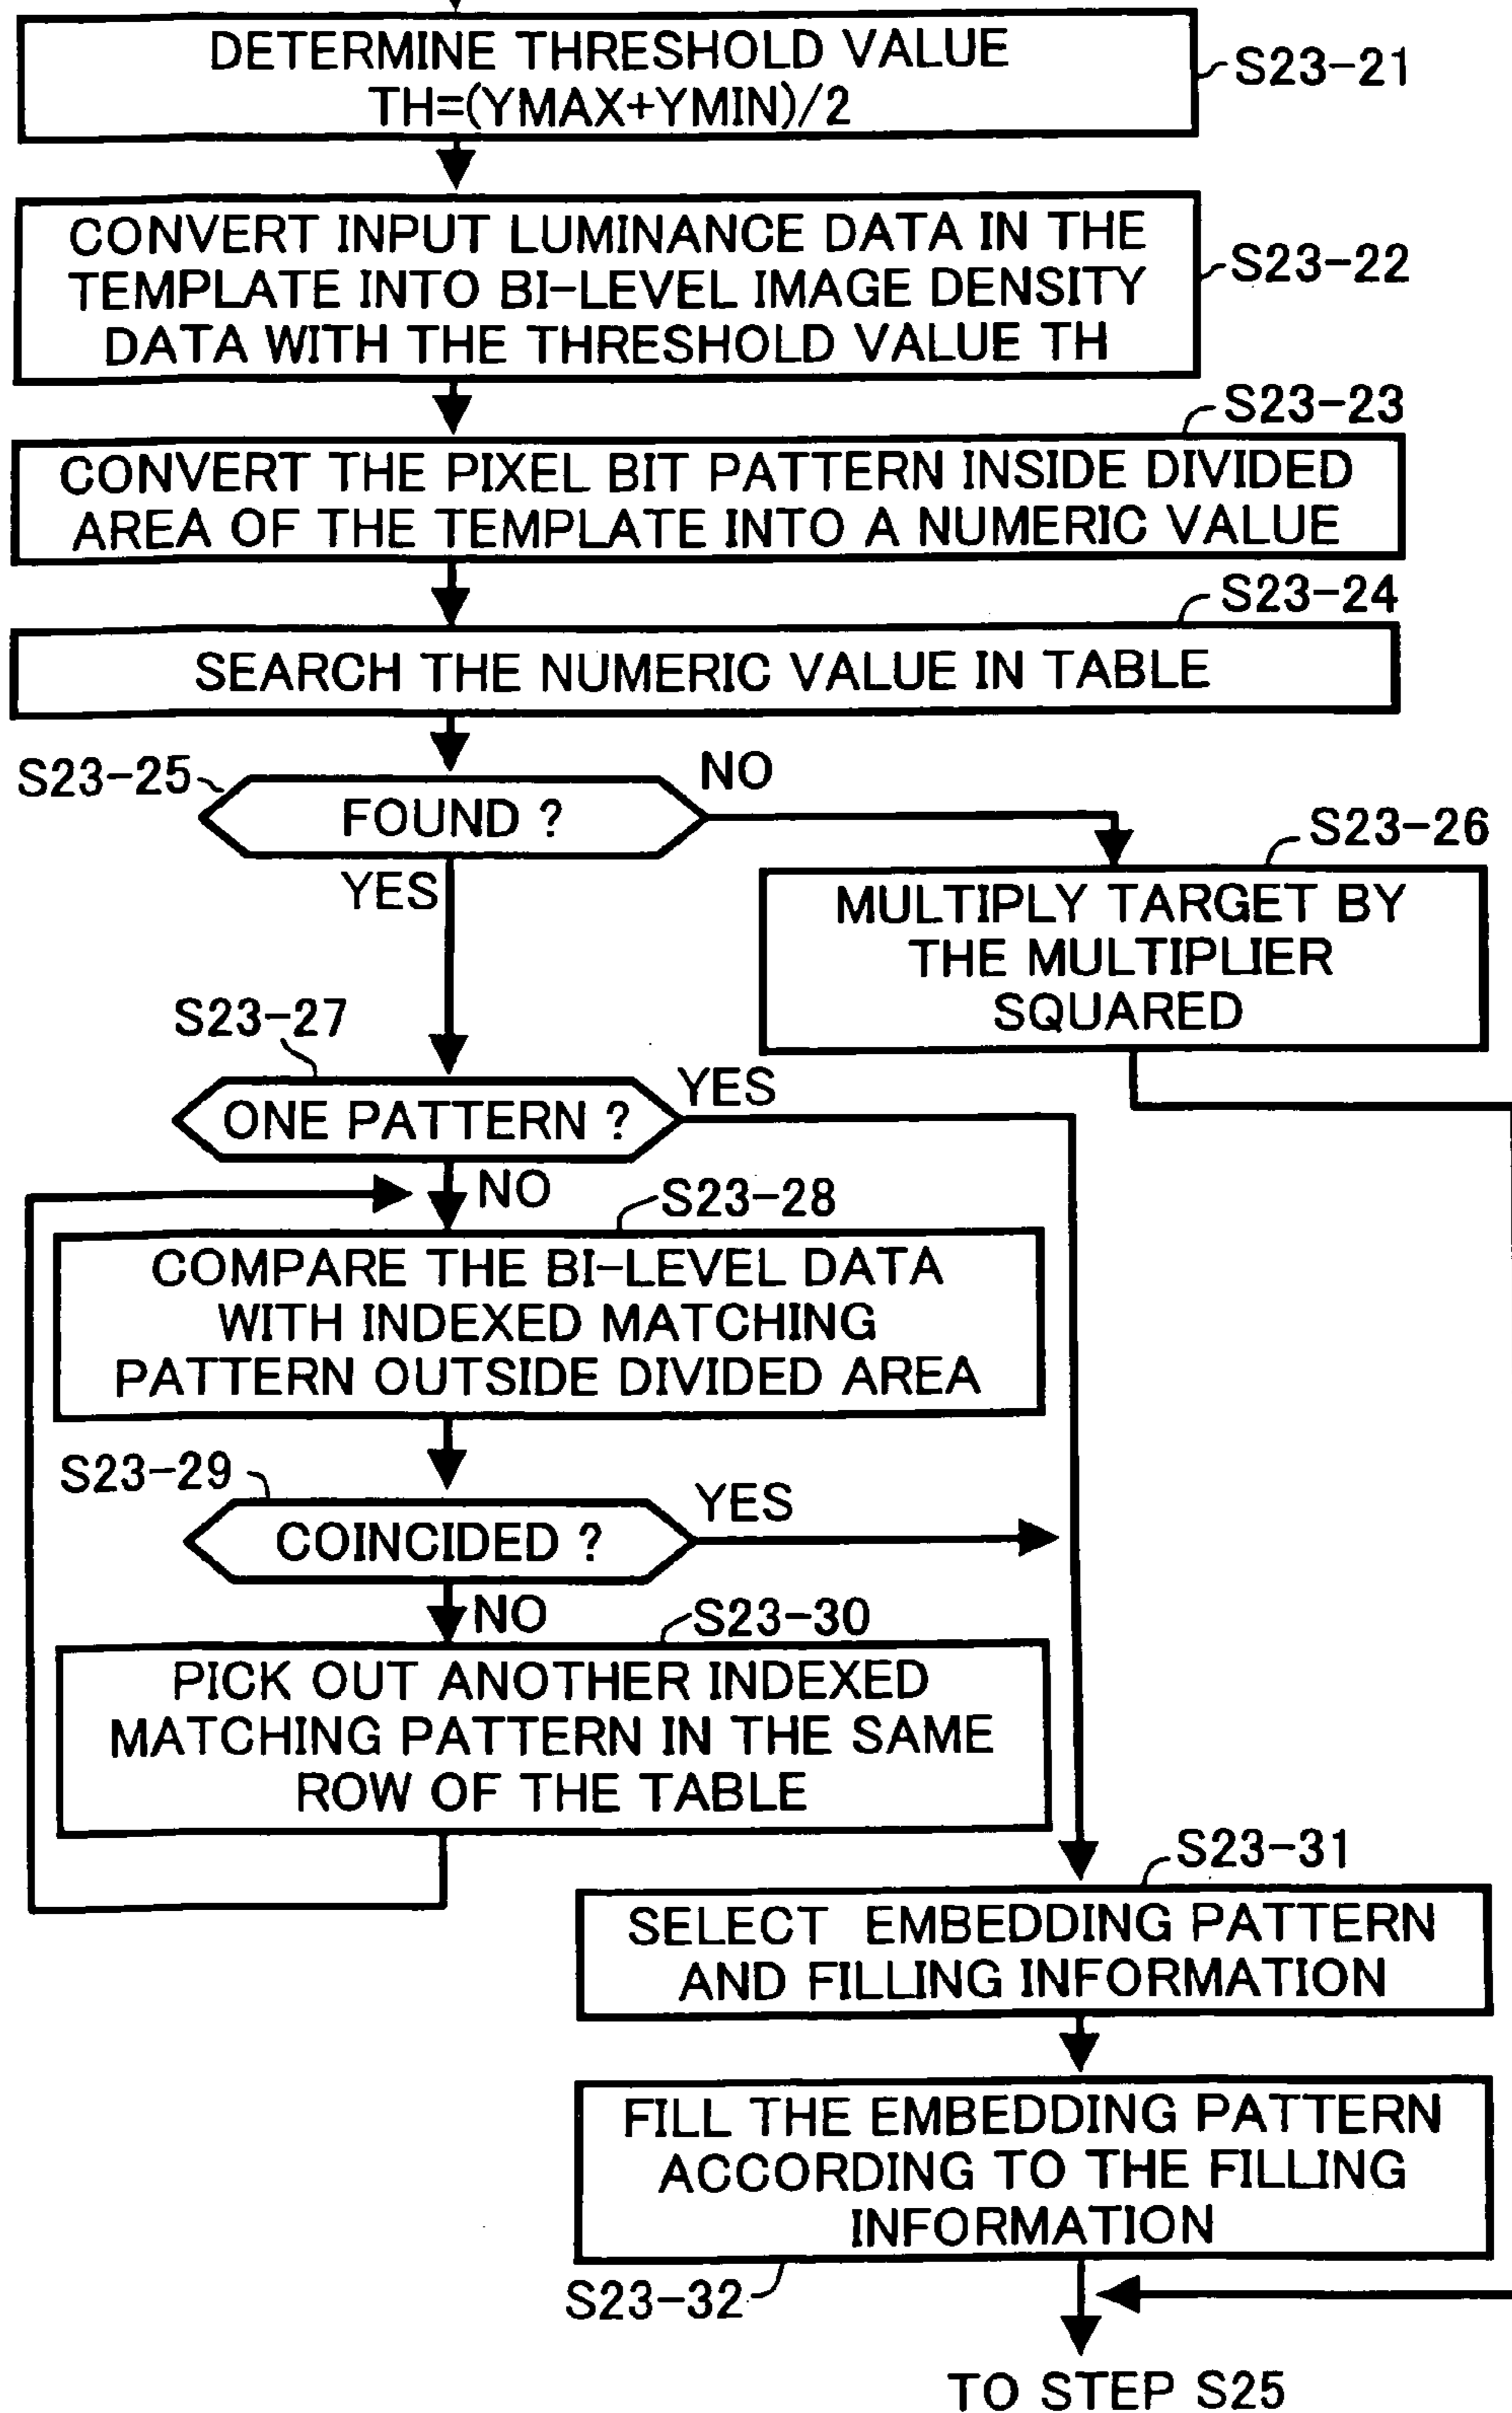 DETERMINE THRESHOLD VALUE
TH=(YMAX+YMIN)/2
S23-21
CONVERT INPUT LUMINANCE DATA IN THE
TEMPLATE INTO BI-LEVEL IMAGE DENSITY
DATA WITH THE THRESHOLD VALUE TH
S23-22
S23-23
CONVERT THE PIXEL BIT PATTERN INSIDE DIVIDED
AREA OF THE TEMPLATE INTO A NUMERIC VALUE
S23-24
SEARCH THE NUMERIC VALUE IN TABLE
S23-25
FOUND ?
NO
YES
S23-26
MULTIPLY TARGET BY
THE MULTIPLIER
SQUARED
S23-27
ONE PATTERN ?
YES
NO
S23-28
COMPARE THE BI-LEVEL DATA
WITH INDEXED MATCHING
PATTERN OUTSIDE DIVIDED AREA
S23-29
COINCIDED ?
YES
NO
S23-30
PICK OUT ANOTHER INDEXED
MATCHING PATTERN IN THE SAME
ROW OF THE TABLE
S23-31
SELECT EMBEDDING PATTERN
AND FILLING INFORMATION
FILL THE EMBEDDING PATTERN
ACCORDING TO THE FILLING
INFORMATION
S23-32
TO STEP S25